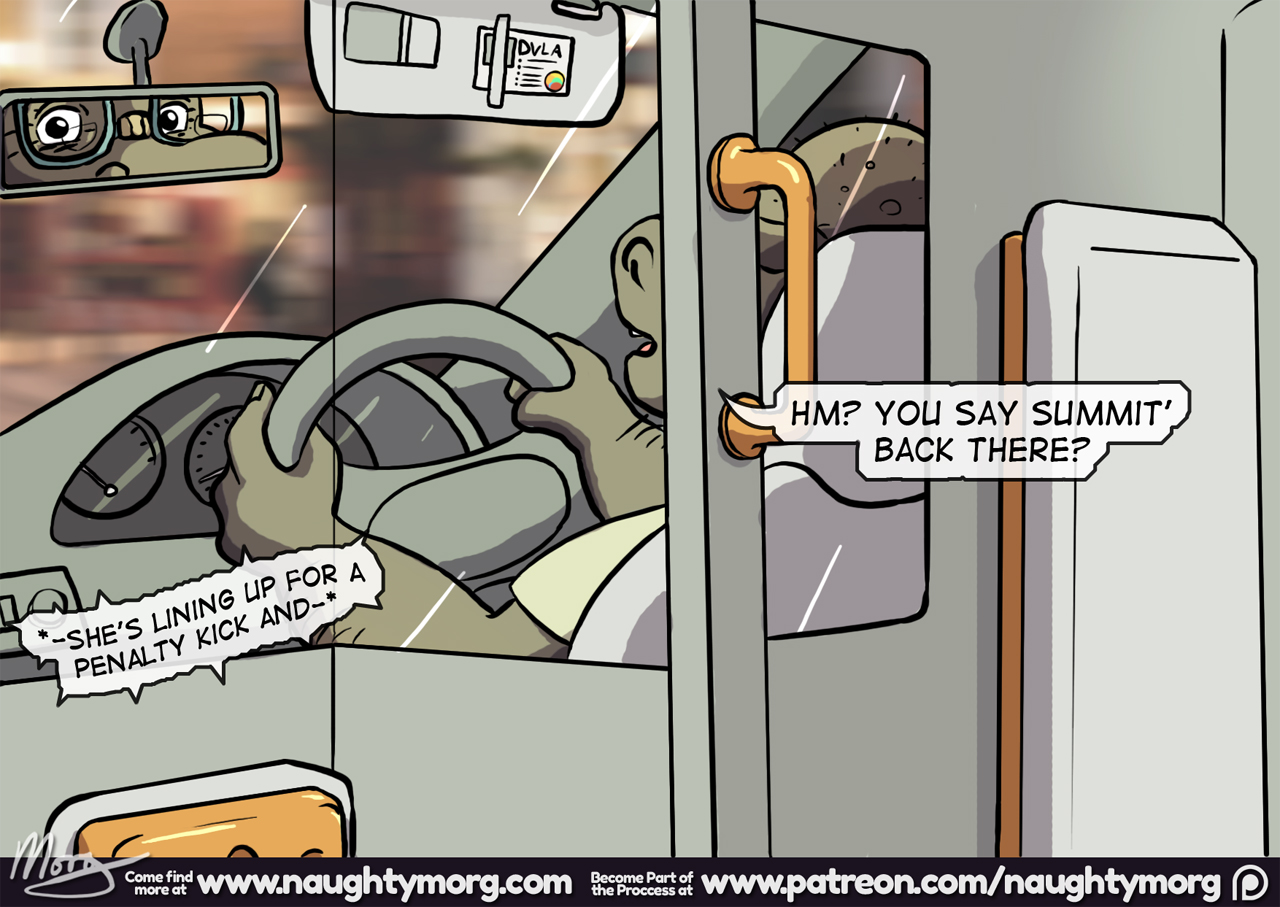 DVLA
HM? YOU SAY SUMMIT'
BACK THERE?
*-SHE'S LINING UP FOR A
PENALTY KICK AND-*
Morg
Come find
more at
www.naughtymorg.com
Become Part of
the Proccess at
www.patreon.com/naughtymorg